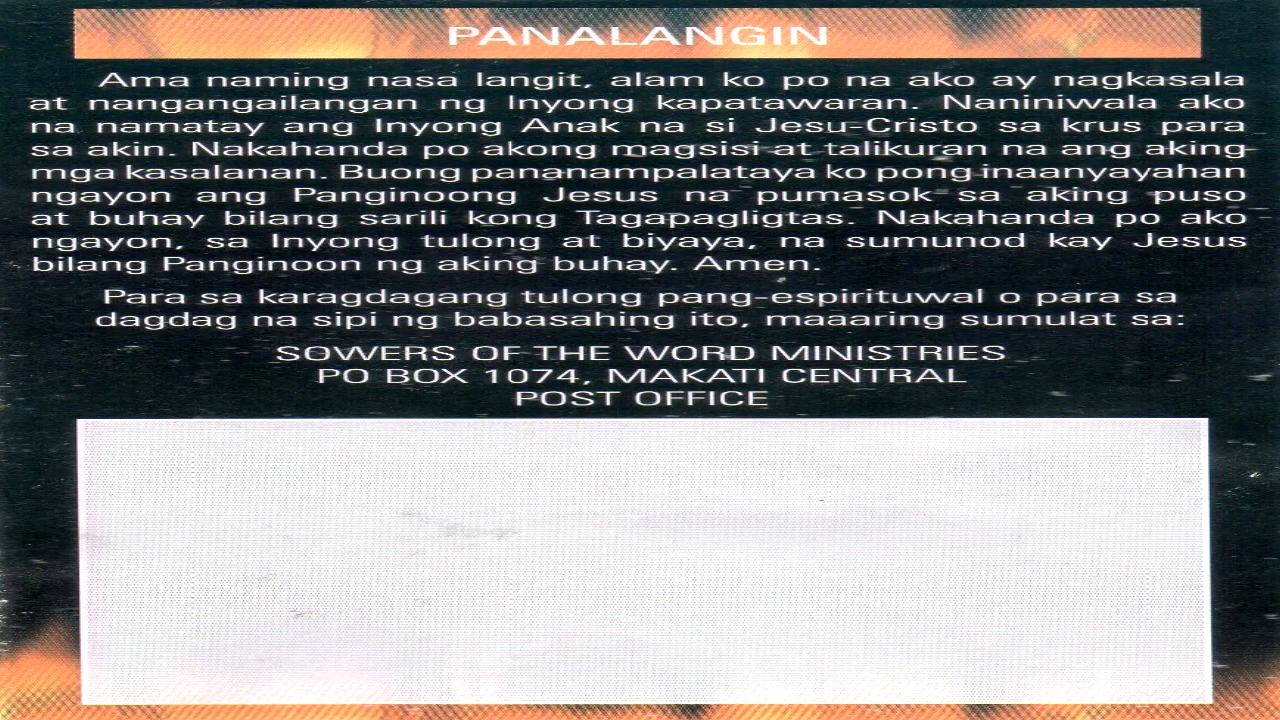 PANALANGIN
Ama naming nasa langit, alam ko po na ako ay nagkasala
at nangangailangan ng Inyong kapatawaran. Naniniwala ako
na namatay ang Inyong Anak na si Jesu-Cristo sa krus para
sa akin. Nakahanda po akong magsisi at talikuran na ang aking
mga kasalanan. Buong pananampalataya ko pong inaanyayahan
ngayon ang Panginoong Jesus na pumasok sa aking puso
at buhay bilang sarili kong Tagapagligtas. Nakahanda po ako
ngayon, sa Inyong tulong at biyaya, na sumunod kay Jesus
bilang Panginoon ng aking buhay. Amen.
Para sa karagdagang tulong pang-espirituwal o para sa
dagdag na sipi ng babasahing ito, maaaring sumulat sa:
SOWERS OF THE WORD MINISTRIES
PO BOX 1074, MAKATI CENTRAL
POST OFFICE